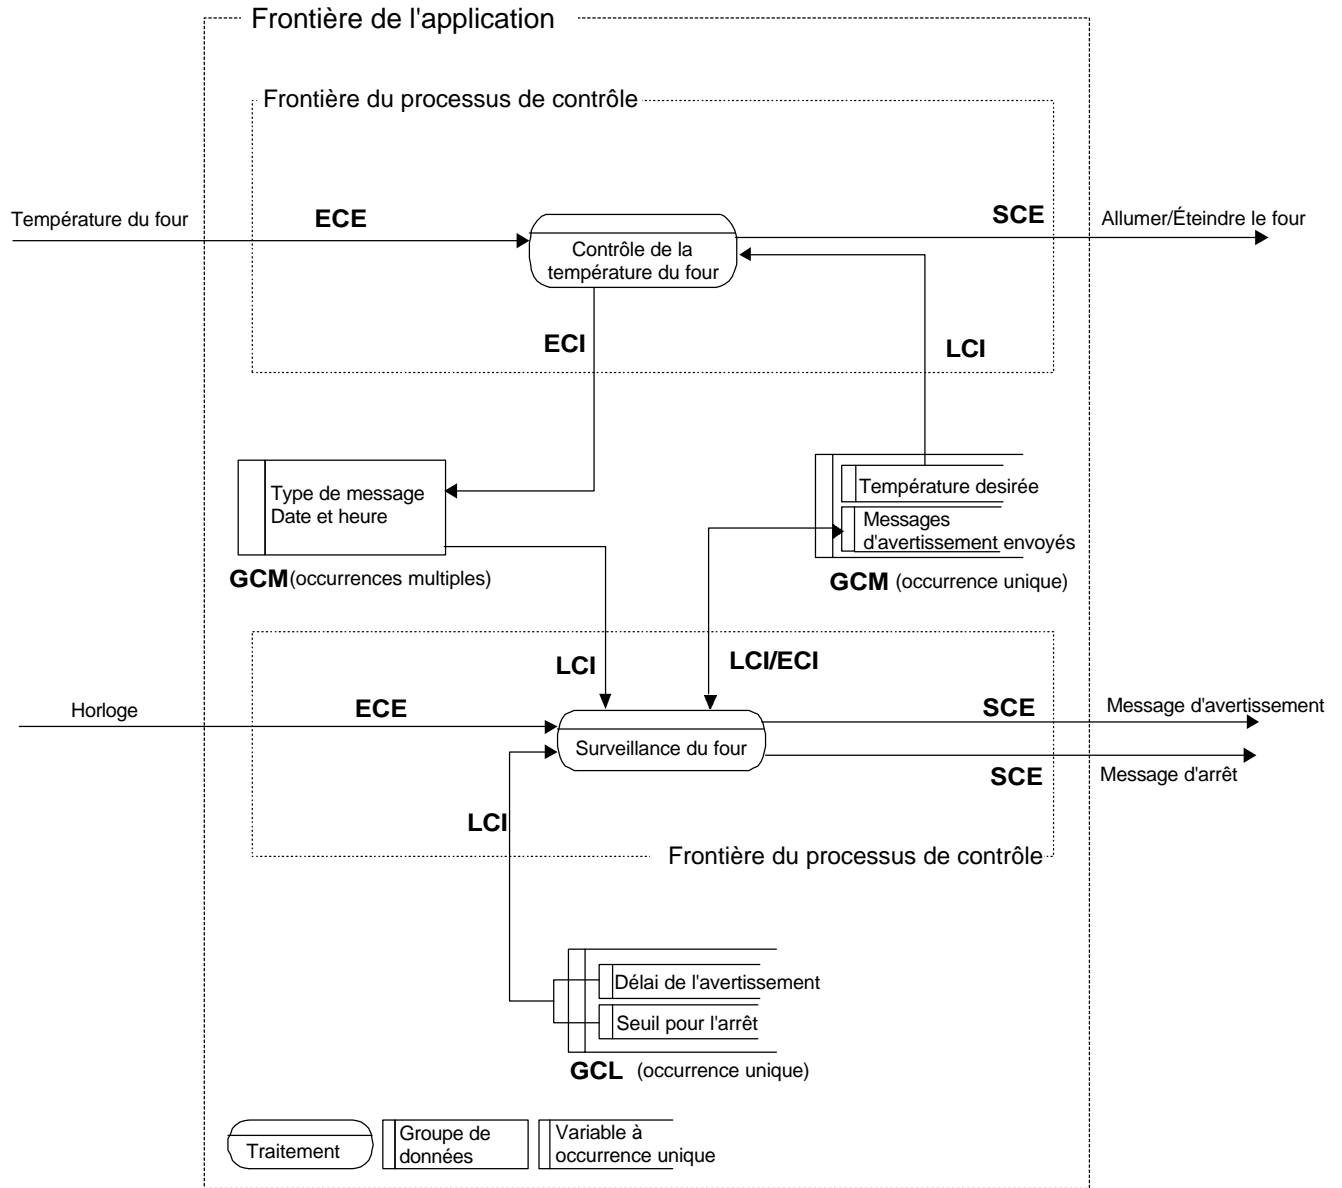 Frontière de l'application
Frontière du processus de contrôle
Température du four
ECE
SCE
Allumer/Éteindre le four
Contrôle de la
température du four
ECI
LCI
Type de message
Date et heure
Température desirée
Messages
d'avertissement envoyés
GCM (occurrences multiples)
GCM (occurrence unique)
LCI
LCI/ECI
Horloge
ECE
SCE
Message d'avertissement
Surveillance du four
SCE
Message d'arrêt
LCI
Frontière du processus de contrôle
Délai de l'avertissement
Seuil pour l'arrêt
GCL (occurrence unique)
Traitement
Groupe de
données
Variable à
occurrence unique